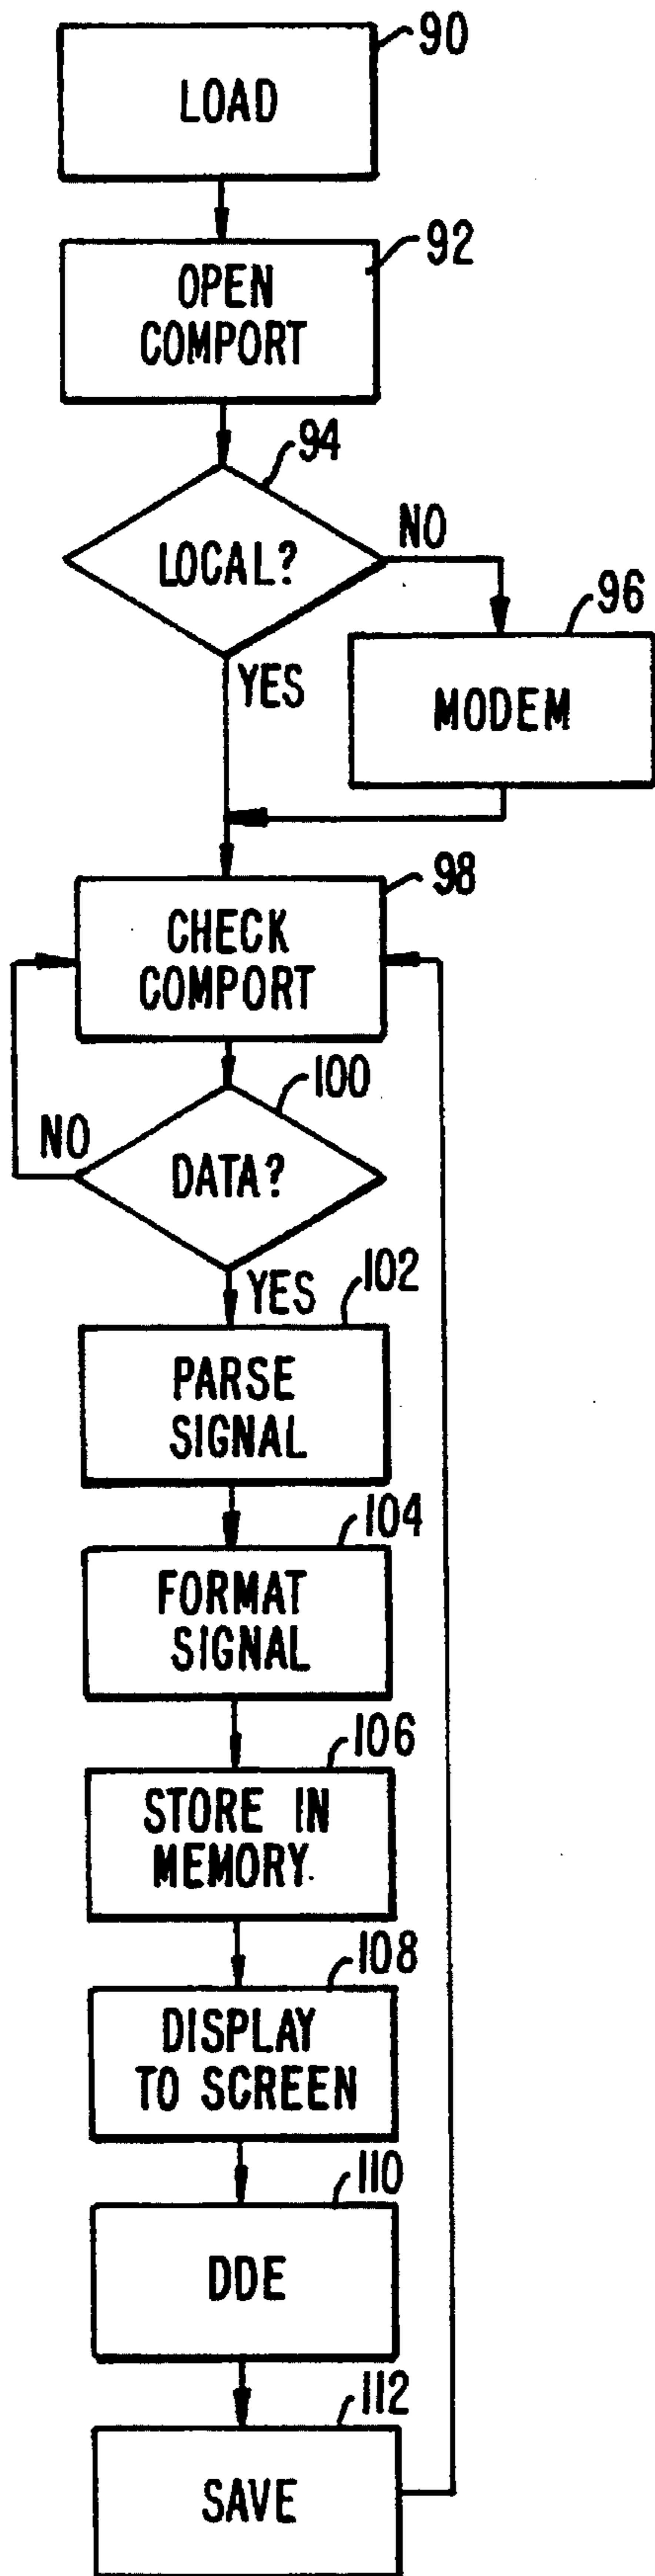 90
LOAD
92
OPEN
COMPORT
94
LOCAL?
NO
96
YES
MODEM
98
CHECK
COMPORT
100
NO
DATA?
YES
102
PARSE
SIGNAL
104
FORMAT
SIGNAL
106
STORE IN
MEMORY
108
DISPLAY
TO SCREEN
110
DDE
112
SAVE